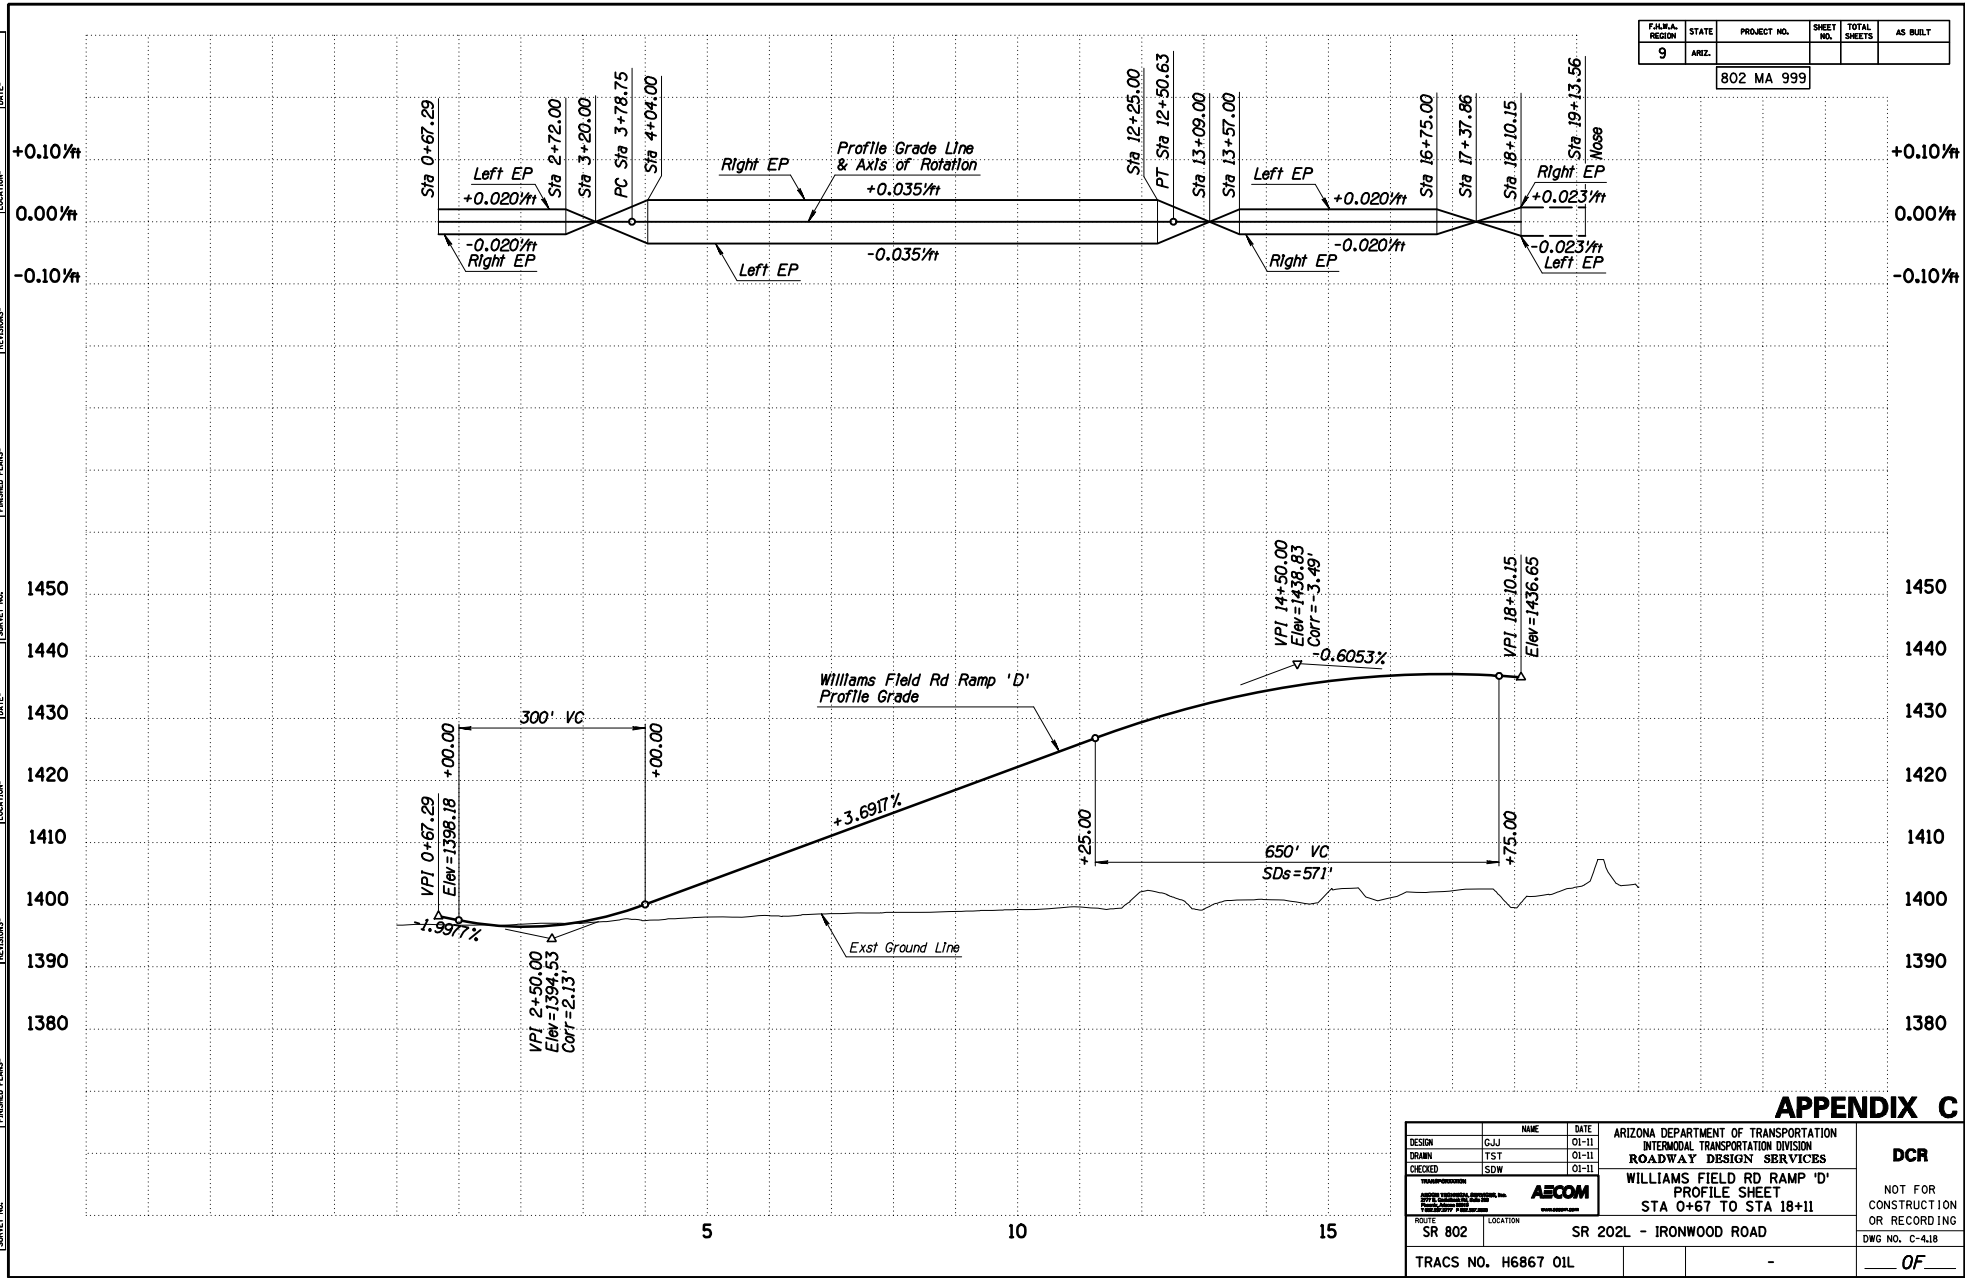 F.H.W.A. REGION
STATE
PROJECT NO.
SHEET NO.
TOTAL SHEETS
AS BUILT
9
ARIZ.
802 MA 999
+0.10'/ft
0.00'/ft
-0.10'/ft
+0.10'/ft
0.00'/ft
-0.10'/ft
Sta 0+67.29
Sta 2+72.00
Sta 3+20.00
PC Sta 3+78.75
Sta 4+04.00
Sta 12+25.00
PT Sta 12+50.63
Sta 13+09.00
Sta 13+57.00
Sta 16+75.00
Sta 17+37.86
Sta 18+10.15
Sta 19+13.56
Nose
Left EP
+0.020'/ft
-0.020'/ft
Right EP
Right EP
Profile Grade Line
& Axis of Rotation
+0.035'/ft
-0.035'/ft
Left EP
Left EP
+0.020'/ft
-0.020'/ft
Right EP
Right EP
+0.023'/ft
-0.023'/ft
Left EP
1450
1440
1430
1420
1410
1400
1390
1380
1450
1440
1430
1420
1410
1400
1390
1380
VPI 0+67.29
Elev=1398.18
+00.00
300' VC
+00.00
-1.9977%
VPI 2+50.00
Elev=1394.53
Corr=2.13'
+3.6917%
Williams Field Rd Ramp 'D'
Profile Grade
Exst Ground Line
+25.00
650' VC
SDs=571'
+75.00
VPI 14+50.00
Elev=1438.83
Corr=-3.49'
-0.6053%
VPI 18+10.15
Elev=1436.65
5
10
15
APPENDIX C
NAME
DATE
DESIGN GJJ 01-11
DRAWN TST 01-11
CHECKED SDW 01-11
ARIZONA DEPARTMENT OF TRANSPORTATION
INTERMODAL TRANSPORTATION DIVISION
ROADWAY DESIGN SERVICES
WILLIAMS FIELD RD RAMP 'D'
PROFILE SHEET
STA 0+67 TO STA 18+11
DCR
NOT FOR
CONSTRUCTION
OR RECORDING
TRANSPORTATION
AECOM
ROUTE
SR 802
LOCATION
SR 202L - IRONWOOD ROAD
DWG NO. C-4.18
TRACS NO. H6867 01L
-
OF